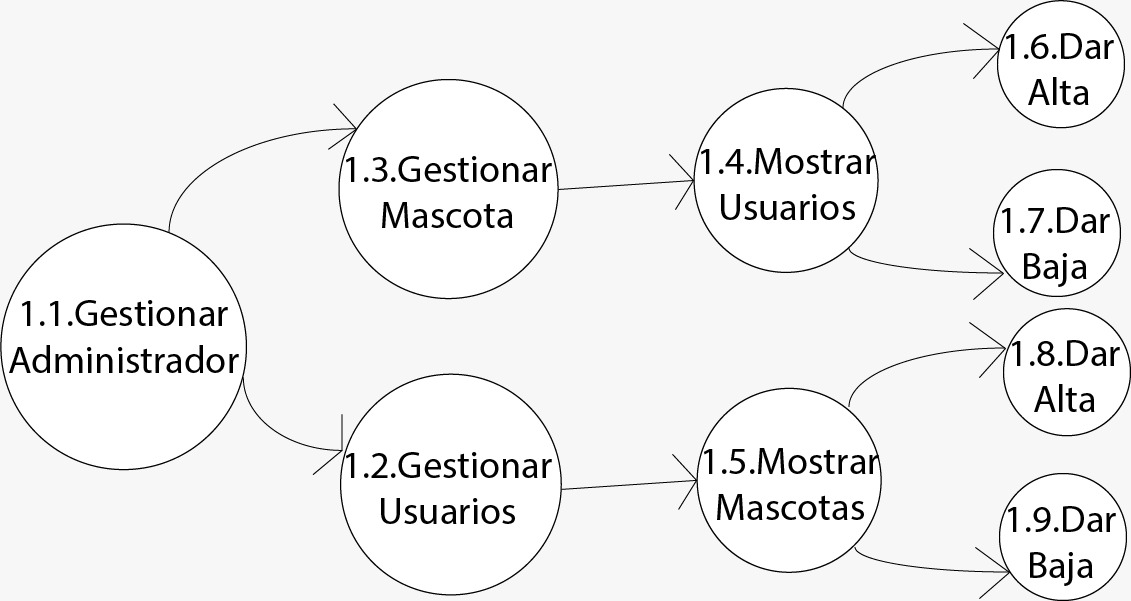 1.1.Gestionar
Administrador
1.3.Gestionar
Mascota
1.2.Gestionar
Usuarios
1.4.Mostrar
Usuarios
1.5.Mostrar
Mascotas
1.6.Dar
Alta
1.7.Dar
Baja
1.8.Dar
Alta
1.9.Dar
Baja